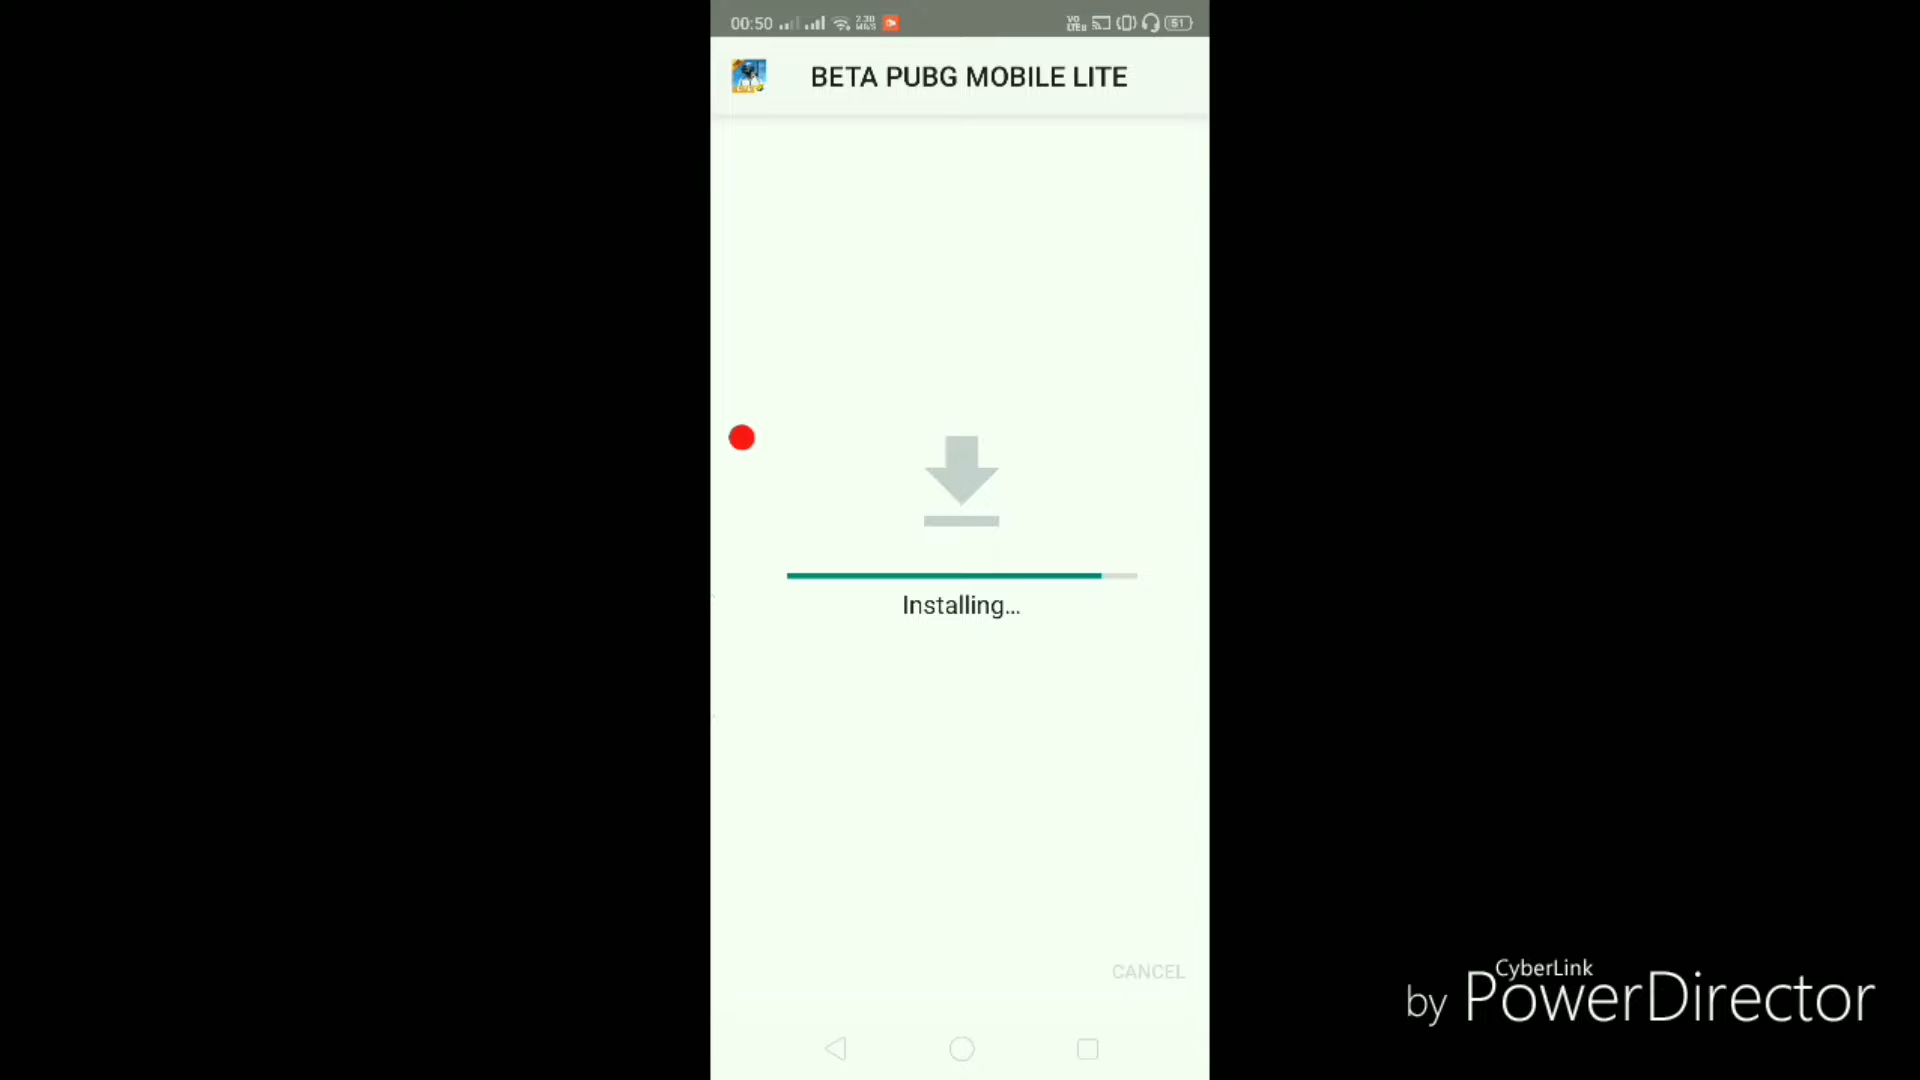 00:50
BETA PUBG MOBILE LITE
Installing...
CANCEL
CyberLink
by PowerDirector